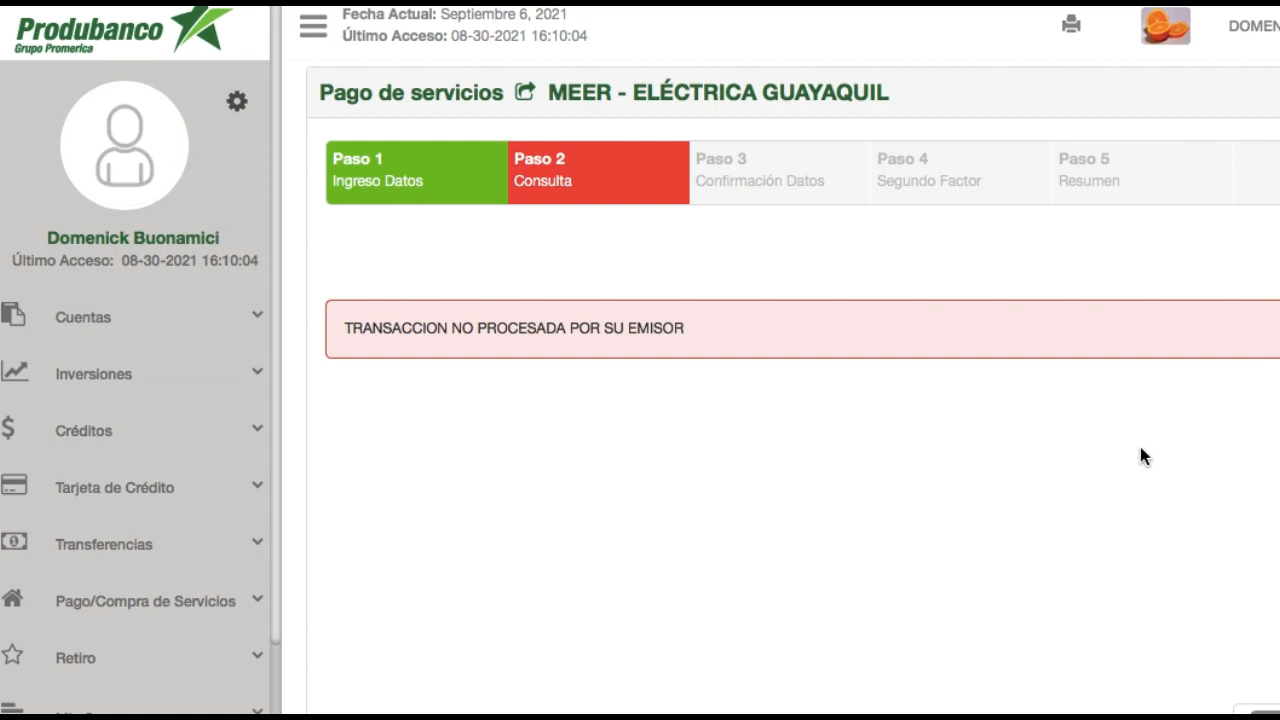 Produbanco
Grupo Promerica
Fecha Actual: Septiembre 6, 2021
Último Acceso: 08-30-2021 16:10:04
DOMEN
Pago de servicios MEER - ELÉCTRICA GUAYAQUIL
Paso 1
Ingreso Datos
Paso 2
Consulta
Paso 3
Confirmación Datos
Paso 4
Segundo Factor
Paso 5
Resumen
TRANSACCION NO PROCESADA POR SU EMISOR
Domenick Buonamici
Último Acceso: 08-30-2021 16:10:04
Cuentas
Inversiones
Créditos
Tarjeta de Crédito
Transferencias
Pago/Compra de Servicios
Retiro